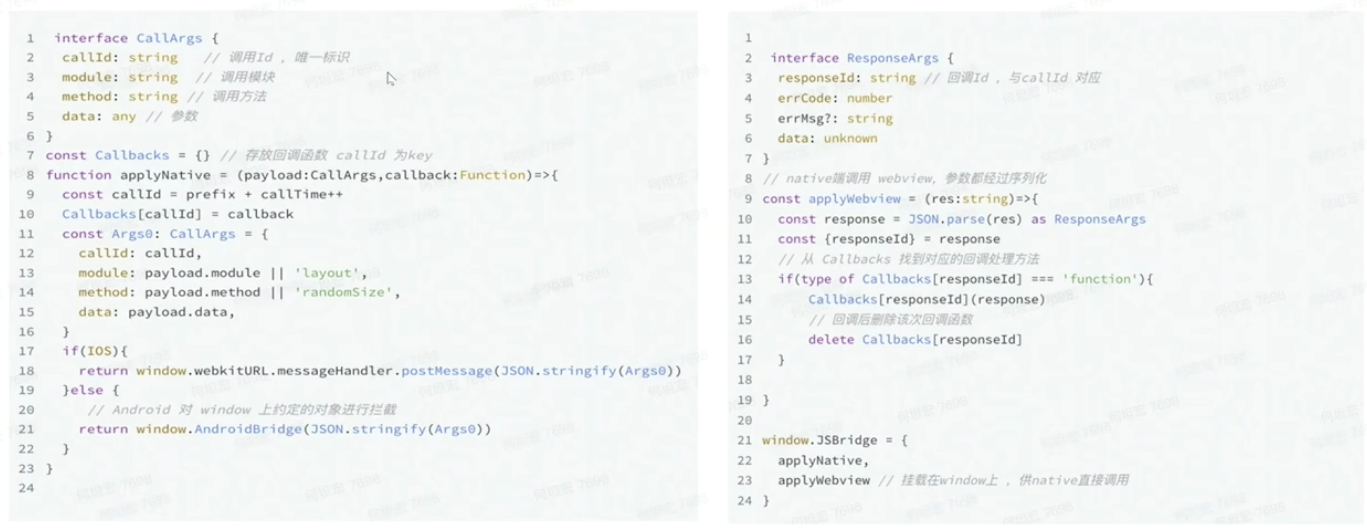 1 interface CallArgs {
2 callId: string // 调用Id , 唯一标识
3 module: string // 调用模块
4 method: string // 调用方法
5 data: any // 参数
6 }
7 const Callbacks = {} // 存放回调函数 callId 为key
8 function applyNative = (payload:CallArgs,callback:Function)=>{
9 const callId = prefix + callTime++
10 Callbacks[callId] = callback
11 const Args0: CallArgs = {
12 callId: callId,
13 module: payload.module || 'layout',
14 method: payload.method || 'randomSize',
15 data: payload.data,
16 }
17 if(IOS){
18 return window.webkitURL.messageHandler.postMessage(JSON.stringify(Args0))
19 }else {
20 // Android 对 window 上约定的对象进行拦截
21 return window.AndroidBridge(JSON.stringify(Args0))
22 }
23 }
24
1
2 interface ResponseArgs {
3 responseId: string // 回调Id , 与callId 对应
4 errCode: number
5 errMsg?: string
6 data: unknown
7 }
8 // native端调用 webview, 参数都经过序列化
9 const applyWebview = (res:string)=>{
10 const response = JSON.parse(res) as ResponseArgs
11 const {responseId} = response
12 // 从 Callbacks 找到对应的回调处理方法
13 if(type of Callbacks[responseId] === 'function'){
14 Callbacks[responseId](response)
15 // 回调后删除该次回调函数
16 delete Callbacks[responseId]
17 }
18
19 }
20
21 window.JSBridge = {
22 applyNative,
23 applyWebview // 挂载在window上 , 供native直接调用
24 }